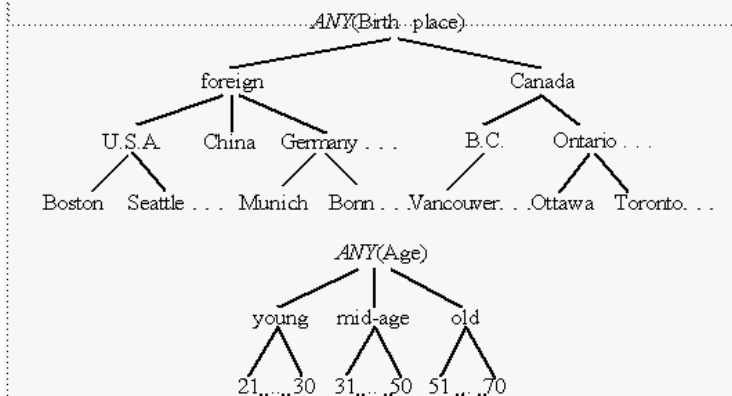 ANY(Birth place)
foreign Canada
U.S.A. China Germany . . . B.C. Ontario . . .
Boston Seattle . . . Munich Bonn . . . Vancouver. . . Ottawa Toronto. . .
ANY(Age)
young mid-age old
21.....30 31.....50 51.....70